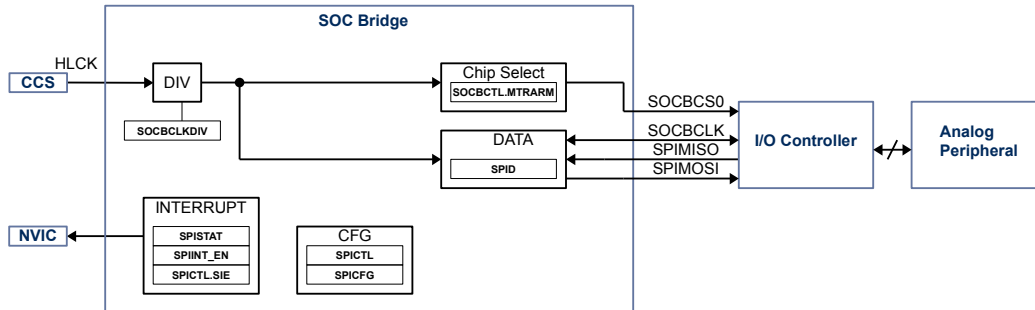 SOC Bridge
HLCK
CCS
DIV
SOCBCLKDIV
Chip Select
SOCBCTL.MTRARM
DATA
SPID
SOCBCS0
SOCBCLK
SPIMISO
SPIMOSI
I/O Controller
Analog
Peripheral
NVIC
INTERRUPT
SPISTAT
SPIINT_EN
SPICTL.SIE
CFG
SPICTL
SPICFG